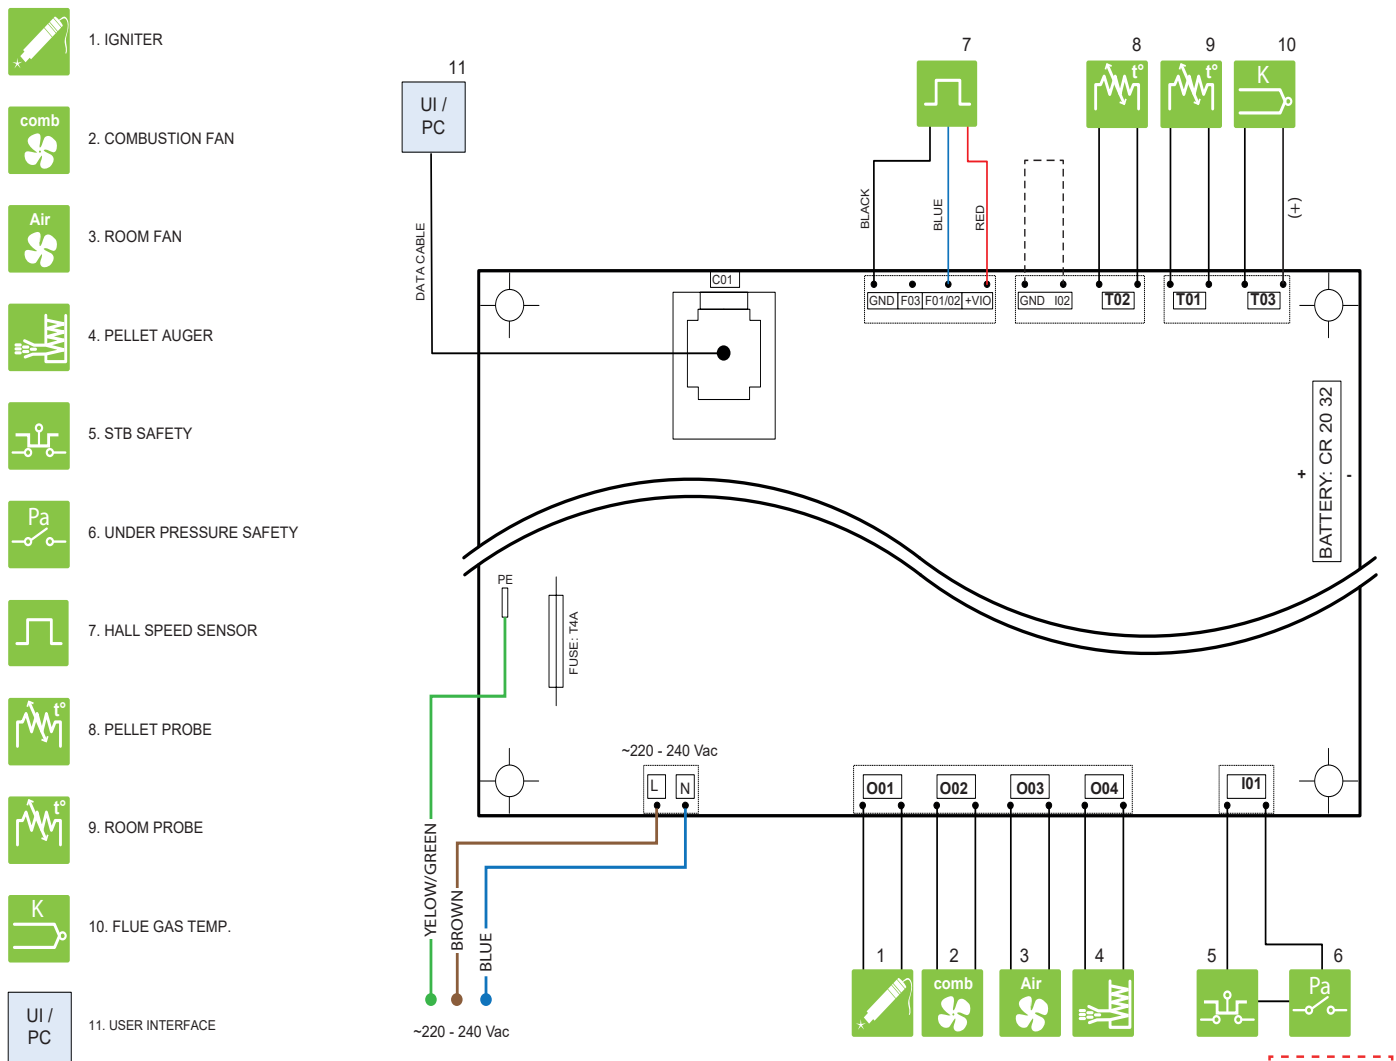 1. IGNITER
comb
2. COMBUSTION FAN
Air
3. ROOM FAN
4. PELLET AUGER
5. STB SAFETY
Pa
6. UNDER PRESSURE SAFETY
7. HALL SPEED SENSOR
t°
8. PELLET PROBE
t°
9. ROOM PROBE
K
10. FLUE GAS TEMP.
UI /
PC
11. USER INTERFACE
11
UI /
PC
DATA CABLE
7
8
9
10
t°
t°
K
BLACK
BLUE
RED
(+)
C01
GND
F03
F01/02
+VIO
GND
I02
T02
T01
T03
BATTERY: CR 20 32
+
-
PE
FUSE: T4A
~220 - 240 Vac
L
N
O01
O02
O03
O04
I01
YELOW/GREEN
BROWN
BLUE
~220 - 240 Vac
1
2
3
4
5
6
comb
Air
Pa